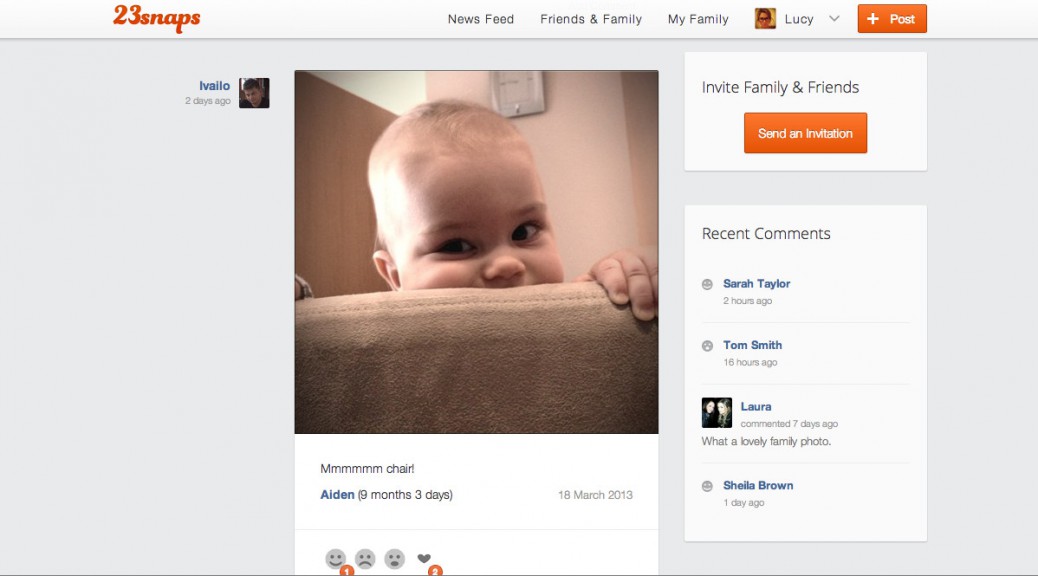 23snaps
News Feed
Friends & Family
My Family
Lucy
+ Post
Ivailo
2 days ago
Mmmmmm chair!
Aiden (9 months 3 days)
18 March 2013
1
2
Invite Family & Friends
Send an Invitation
Recent Comments
Sarah Taylor
2 hours ago
Tom Smith
16 hours ago
Laura
commented 7 days ago
What a lovely family photo.
Sheila Brown
1 day ago